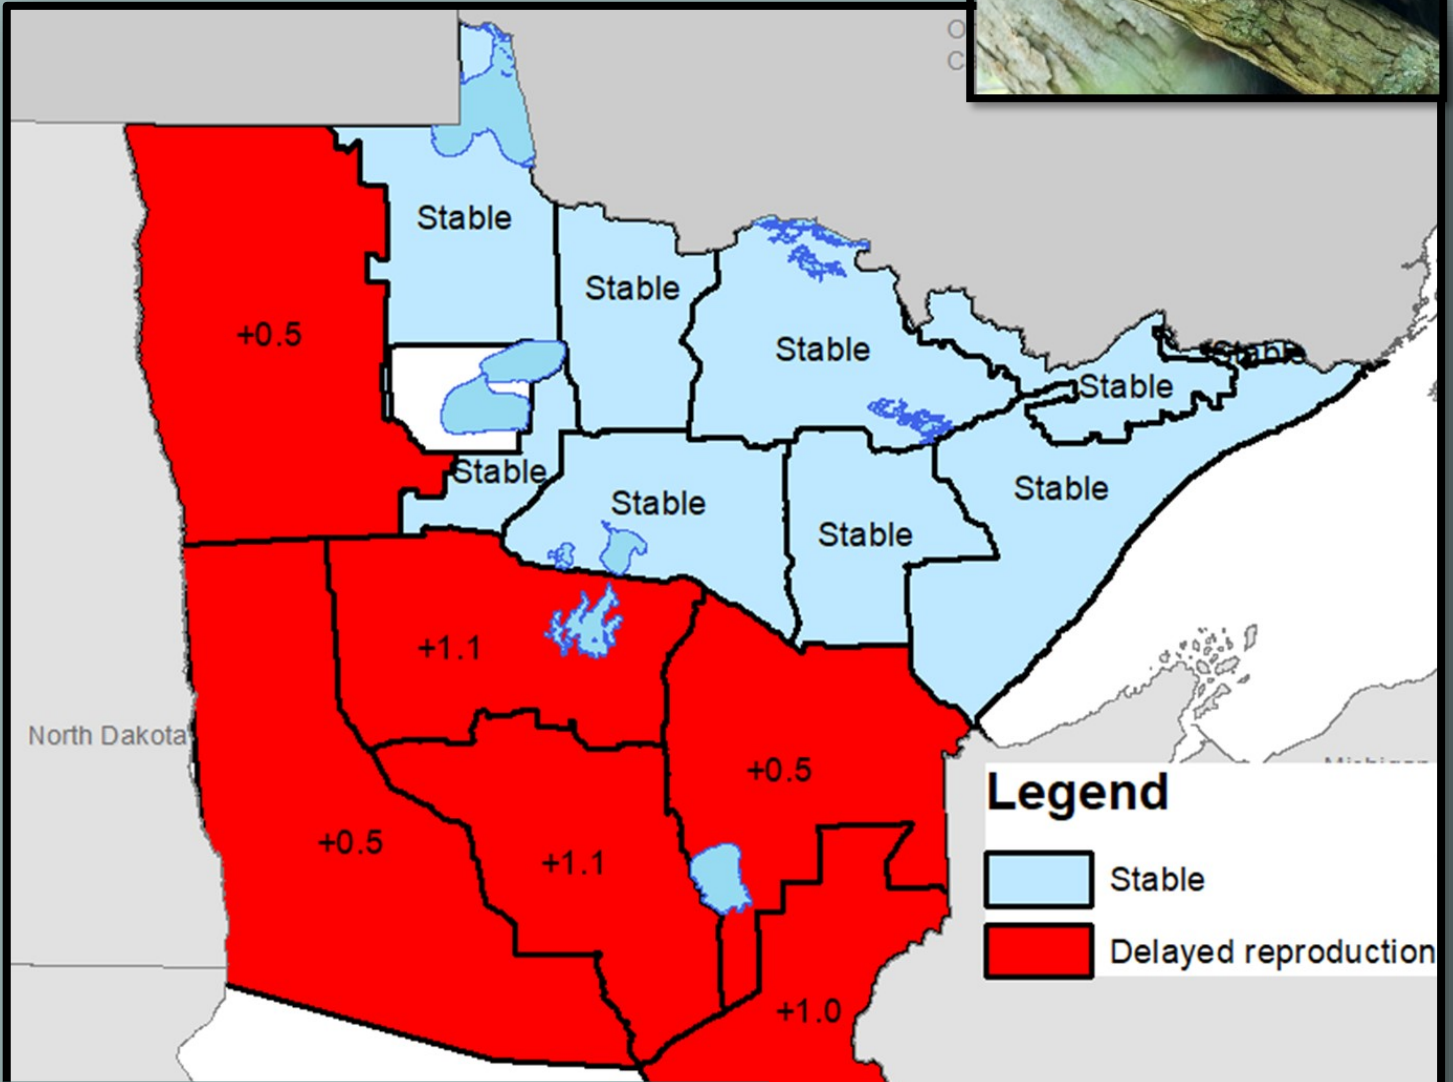 Stable
Stable
+0.5
Stable
Stable
Stable
Stable
Stable
Stable
Stable
+1.1
North Dakota
+0.5
Legend
+0.5
+1.1
Stable
Delayed reproduction
+1.0